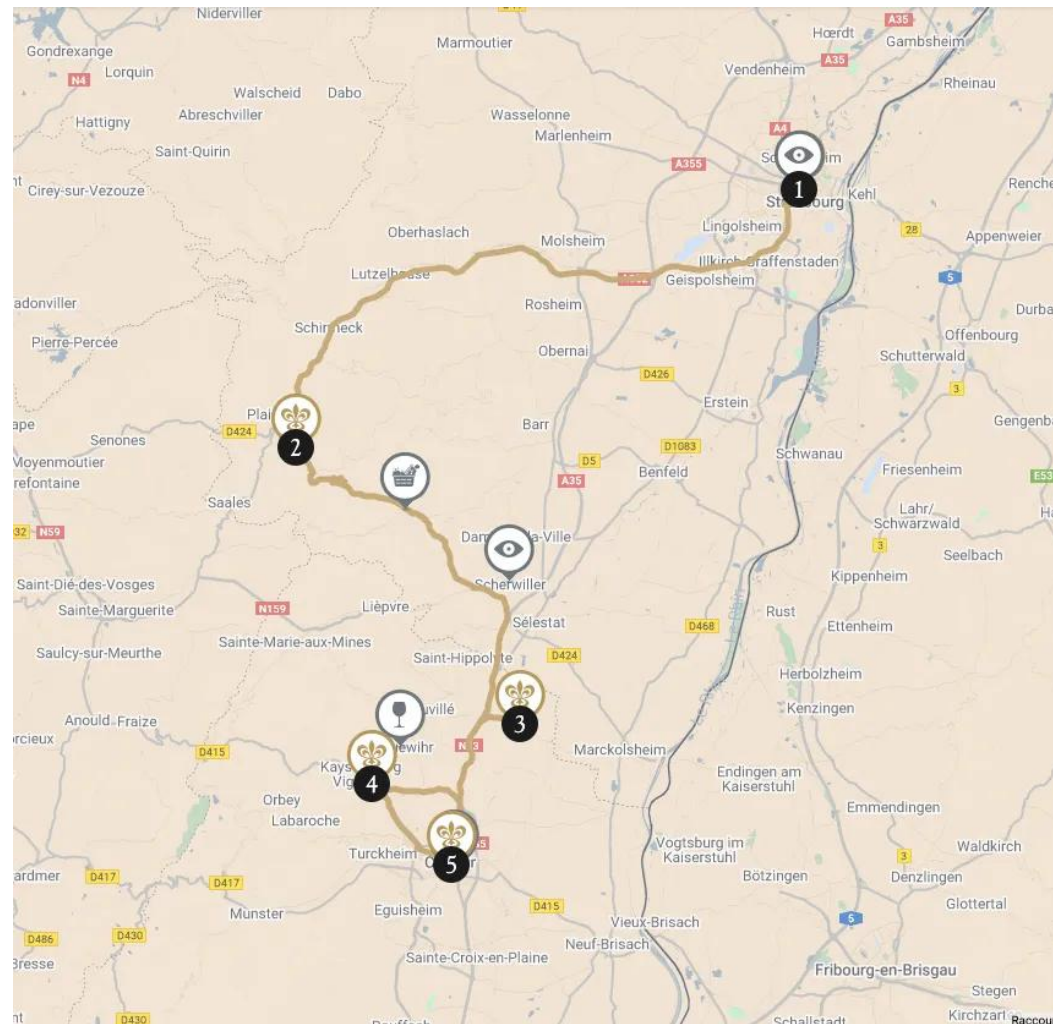 Niderviller
A35
Hœrdt
Gambsheim
Gondrexange
Marmoutier
A35
Vendenheim
Lorquin
N4
Walscheid
Dabo
Rheinau
Abreschviller
Wasselonne
Hattigny
Marlenheim
A4
Saint-Quirin
A355
Cirey-sur-Vezouze
Kehl
1
Lingolsheim
28
Appenweier
Oberhaslach
Molsheim
Illkirch-Graffenstaden
Lutzelhouse
Geispolsheim
5
Rosheim
Schirmeck
Offenbourg
Pierre-Percée
Obernai
Schutterwald
D426
3
Erstein
Barr
D424
2
Senones
D1083
Schwanau
Moyenmoutier
D5
Benfeld
Friesenheim
A35
E53
Saales
Lahr/
Schwarzwald
N59
3
Seelbach
Kippenheim
Saint-Dié-des-Vosges
Scherwiller
Sainte-Marguerite
N159
Lièpvre
Rust
Sélestat
D468
Ettenheim
Sainte-Marie-aux-Mines
Saulcy-sur-Meurthe
Saint-Hippolyte
D424
Herbolzheim
Kenzingen
Anould
Fraize
3
D415
Marckolsheim
4
Endingen am
Kaiserstuhl
Orbey
Emmendingen
Labaroche
Vogtsburg im
Kaiserstuhl
Waldkirch
Turckheim
5
3
D417
D417
Bötzingen
Denzlingen
Munster
Eguisheim
D415
Glottertal
Vieux-Brisach
5
D486
D430
Neuf-Brisach
Sainte-Croix-en-Plaine
Fribourg-en-Brisgau
Stegen
D430
Schallstadt